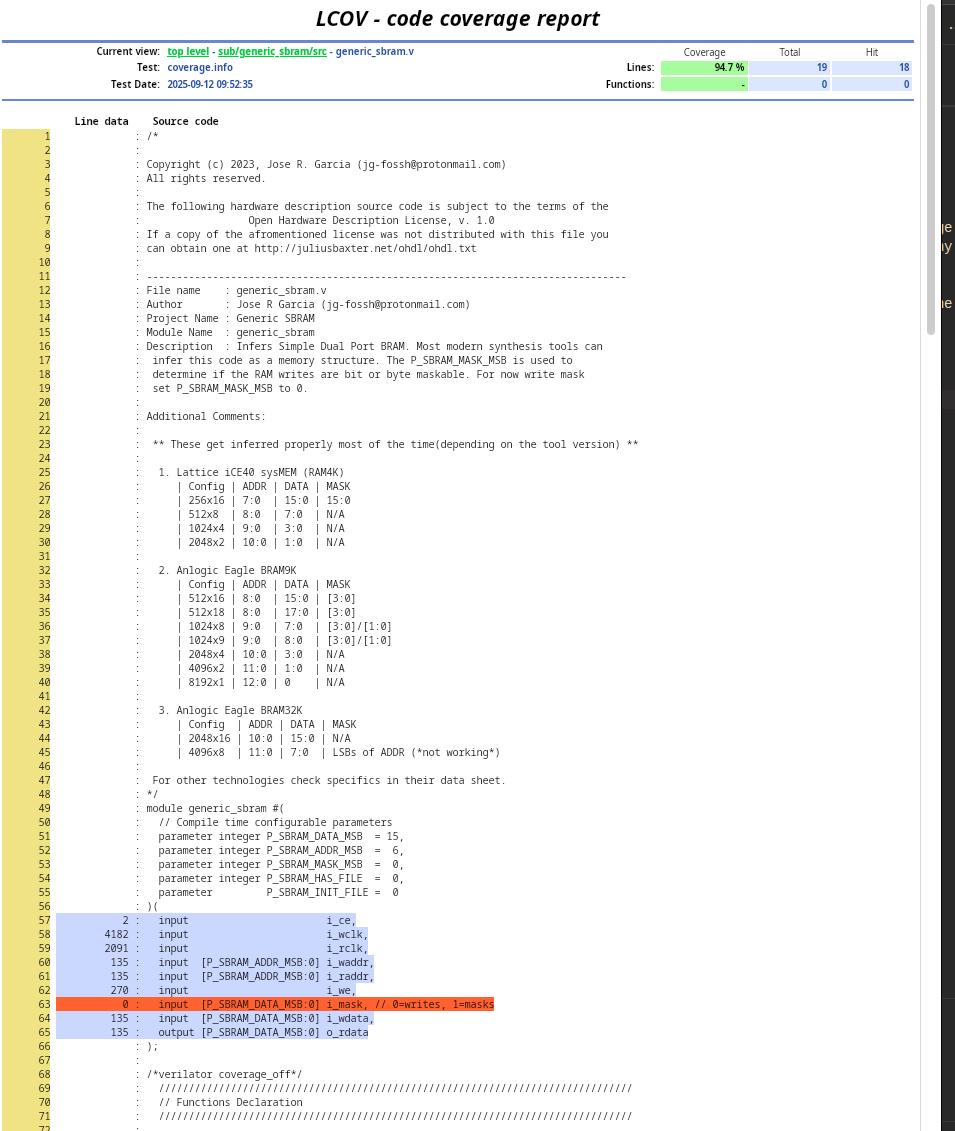 LCOV - code coverage report
Current view: top level - sub/generic_sbram/src - generic_sbram.v Coverage Total Hit
Test: coverage.info Lines: 94.7 % 19 18
Test Date: 2025-09-12 09:52:35 Functions: - 0 0
Line data Source code
1 : /*
2 :
3 : Copyright (c) 2023, Jose R. Garcia (jg-fossh@protonmail.com)
4 : All rights reserved.
5 :
6 : The following hardware description source code is subject to the terms of the
7 : Open Hardware Description License, v. 1.0
8 : If a copy of the afromentioned license was not distributed with this file you
9 : can obtain one at http://juliusbaxter.net/ohdl/ohdl.txt
10 :
11 : --------------------------------------------------------------------------------
12 : File name : generic_sbram.v
13 : Author : Jose R Garcia (jg-fossh@protonmail.com)
14 : Project Name : Generic SBRAM
15 : Module Name : generic_sbram
16 : Description : Infers Simple Dual Port BRAM. Most modern synthesis tools can
17 : infer this code as a memory structure. The P_SBRAM_MASK_MSB is used to
18 : determine if the RAM writes are bit or byte maskable. For now write mask
19 : set P_SBRAM_MASK_MSB to 0.
20 :
21 : Additional Comments:
22 :
23 : ** These get inferred properly most of the time(depending on the tool version) **
24 :
25 : 1. Lattice iCE40 sysMEM (RAM4K)
26 : | Config | ADDR | DATA | MASK
27 : | 256x16 | 7:0 | 15:0 | 15:0
28 : | 512x8 | 8:0 | 7:0 | N/A
29 : | 1024x4 | 9:0 | 3:0 | N/A
30 : | 2048x2 | 10:0 | 1:0 | N/A
31 :
32 : 2. Anlogic Eagle BRAM9K
33 : | Config | ADDR | DATA | MASK
34 : | 512x16 | 8:0 | 15:0 | [3:0]
35 : | 512x18 | 8:0 | 17:0 | [3:0]
36 : | 1024x8 | 9:0 | 7:0 | [3:0]/[1:0]
37 : | 1024x9 | 9:0 | 8:0 | [3:0]/[1:0]
38 : | 2048x4 | 10:0 | 3:0 | N/A
39 : | 4096x2 | 11:0 | 1:0 | N/A
40 : | 8192x1 | 12:0 | 0 | N/A
41 :
42 : 3. Anlogic Eagle BRAM32K
43 : | Config | ADDR | DATA | MASK
44 : | 2048x16 | 10:0 | 15:0 | N/A
45 : | 4096x8 | 11:0 | 7:0 | LSBs of ADDR (*not working*)
46 :
47 : For other technologies check specifics in their data sheet.
48 : */
49 : module generic_sbram #(
50 : // Compile time configurable parameters
51 : parameter integer P_SBRAM_DATA_MSB = 15,
52 : parameter integer P_SBRAM_ADDR_MSB = 6,
53 : parameter integer P_SBRAM_MASK_MSB = 0,
54 : parameter integer P_SBRAM_HAS_FILE = 0,
55 : parameter P_SBRAM_INIT_FILE = 0
56 : )(
57 2 : input i_ce,
58 4182 : input i_wclk,
59 2091 : input i_rclk,
60 135 : input [P_SBRAM_ADDR_MSB:0] i_waddr,
61 135 : input [P_SBRAM_ADDR_MSB:0] i_raddr,
62 270 : input i_we,
63 0 : input [P_SBRAM_DATA_MSB:0] i_mask, // 0=writes, 1=masks
64 135 : input [P_SBRAM_DATA_MSB:0] i_wdata,
65 135 : output [P_SBRAM_DATA_MSB:0] o_rdata
66 : );
67 :
68 : /*verilator coverage_off*/
69 : ///////////////////////////////////////////////////////////////////////////////
70 : // Functions Declaration
71 : ///////////////////////////////////////////////////////////////////////////////
72 :